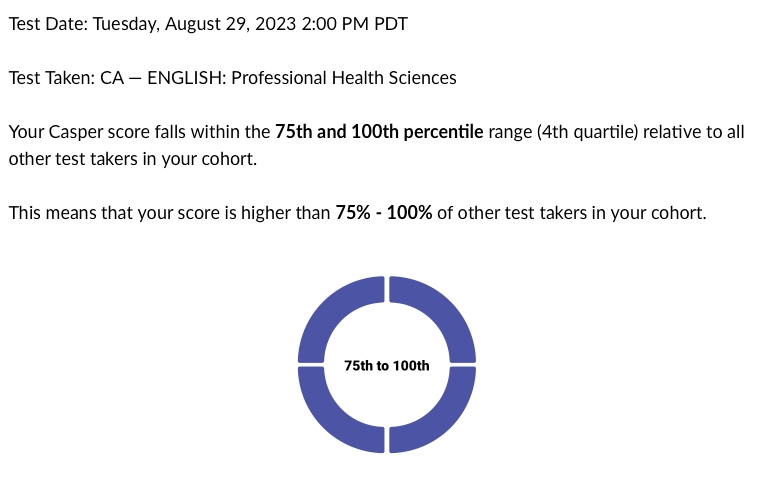 Test Date: Tuesday, August 29, 2023 2:00 PM PDT
Test Taken: CA — ENGLISH: Professional Health Sciences
Your Casper score falls within the 75th and 100th percentile range (4th quartile) relative to all
other test takers in your cohort.
This means that your score is higher than 75% - 100% of other test takers in your cohort.
75th to 100th